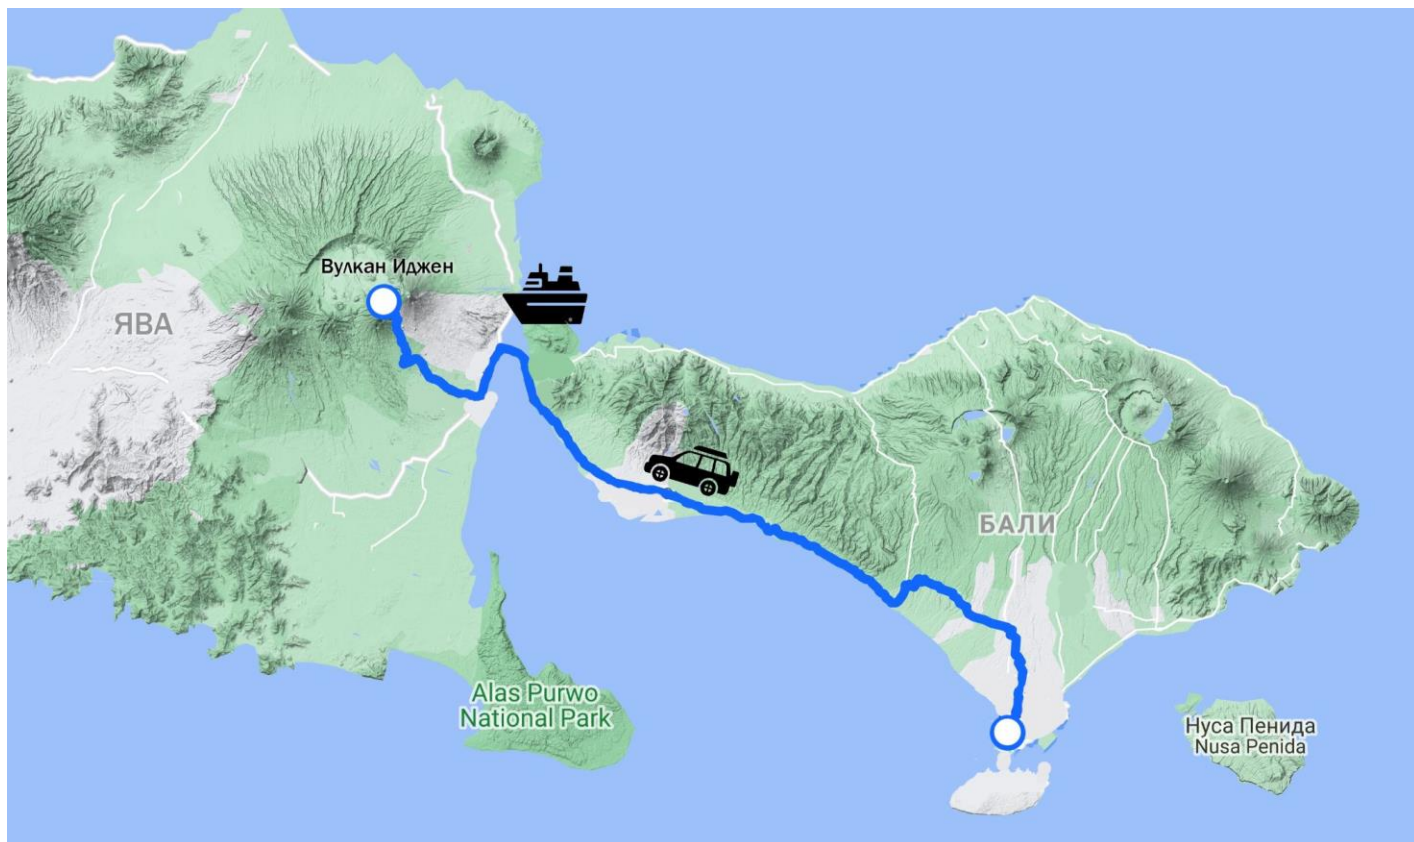 Вулкан Иджен
ЯВА
БАЛИ
Alas Purwo
National Park
Нуса Пенида
Nusa Penida